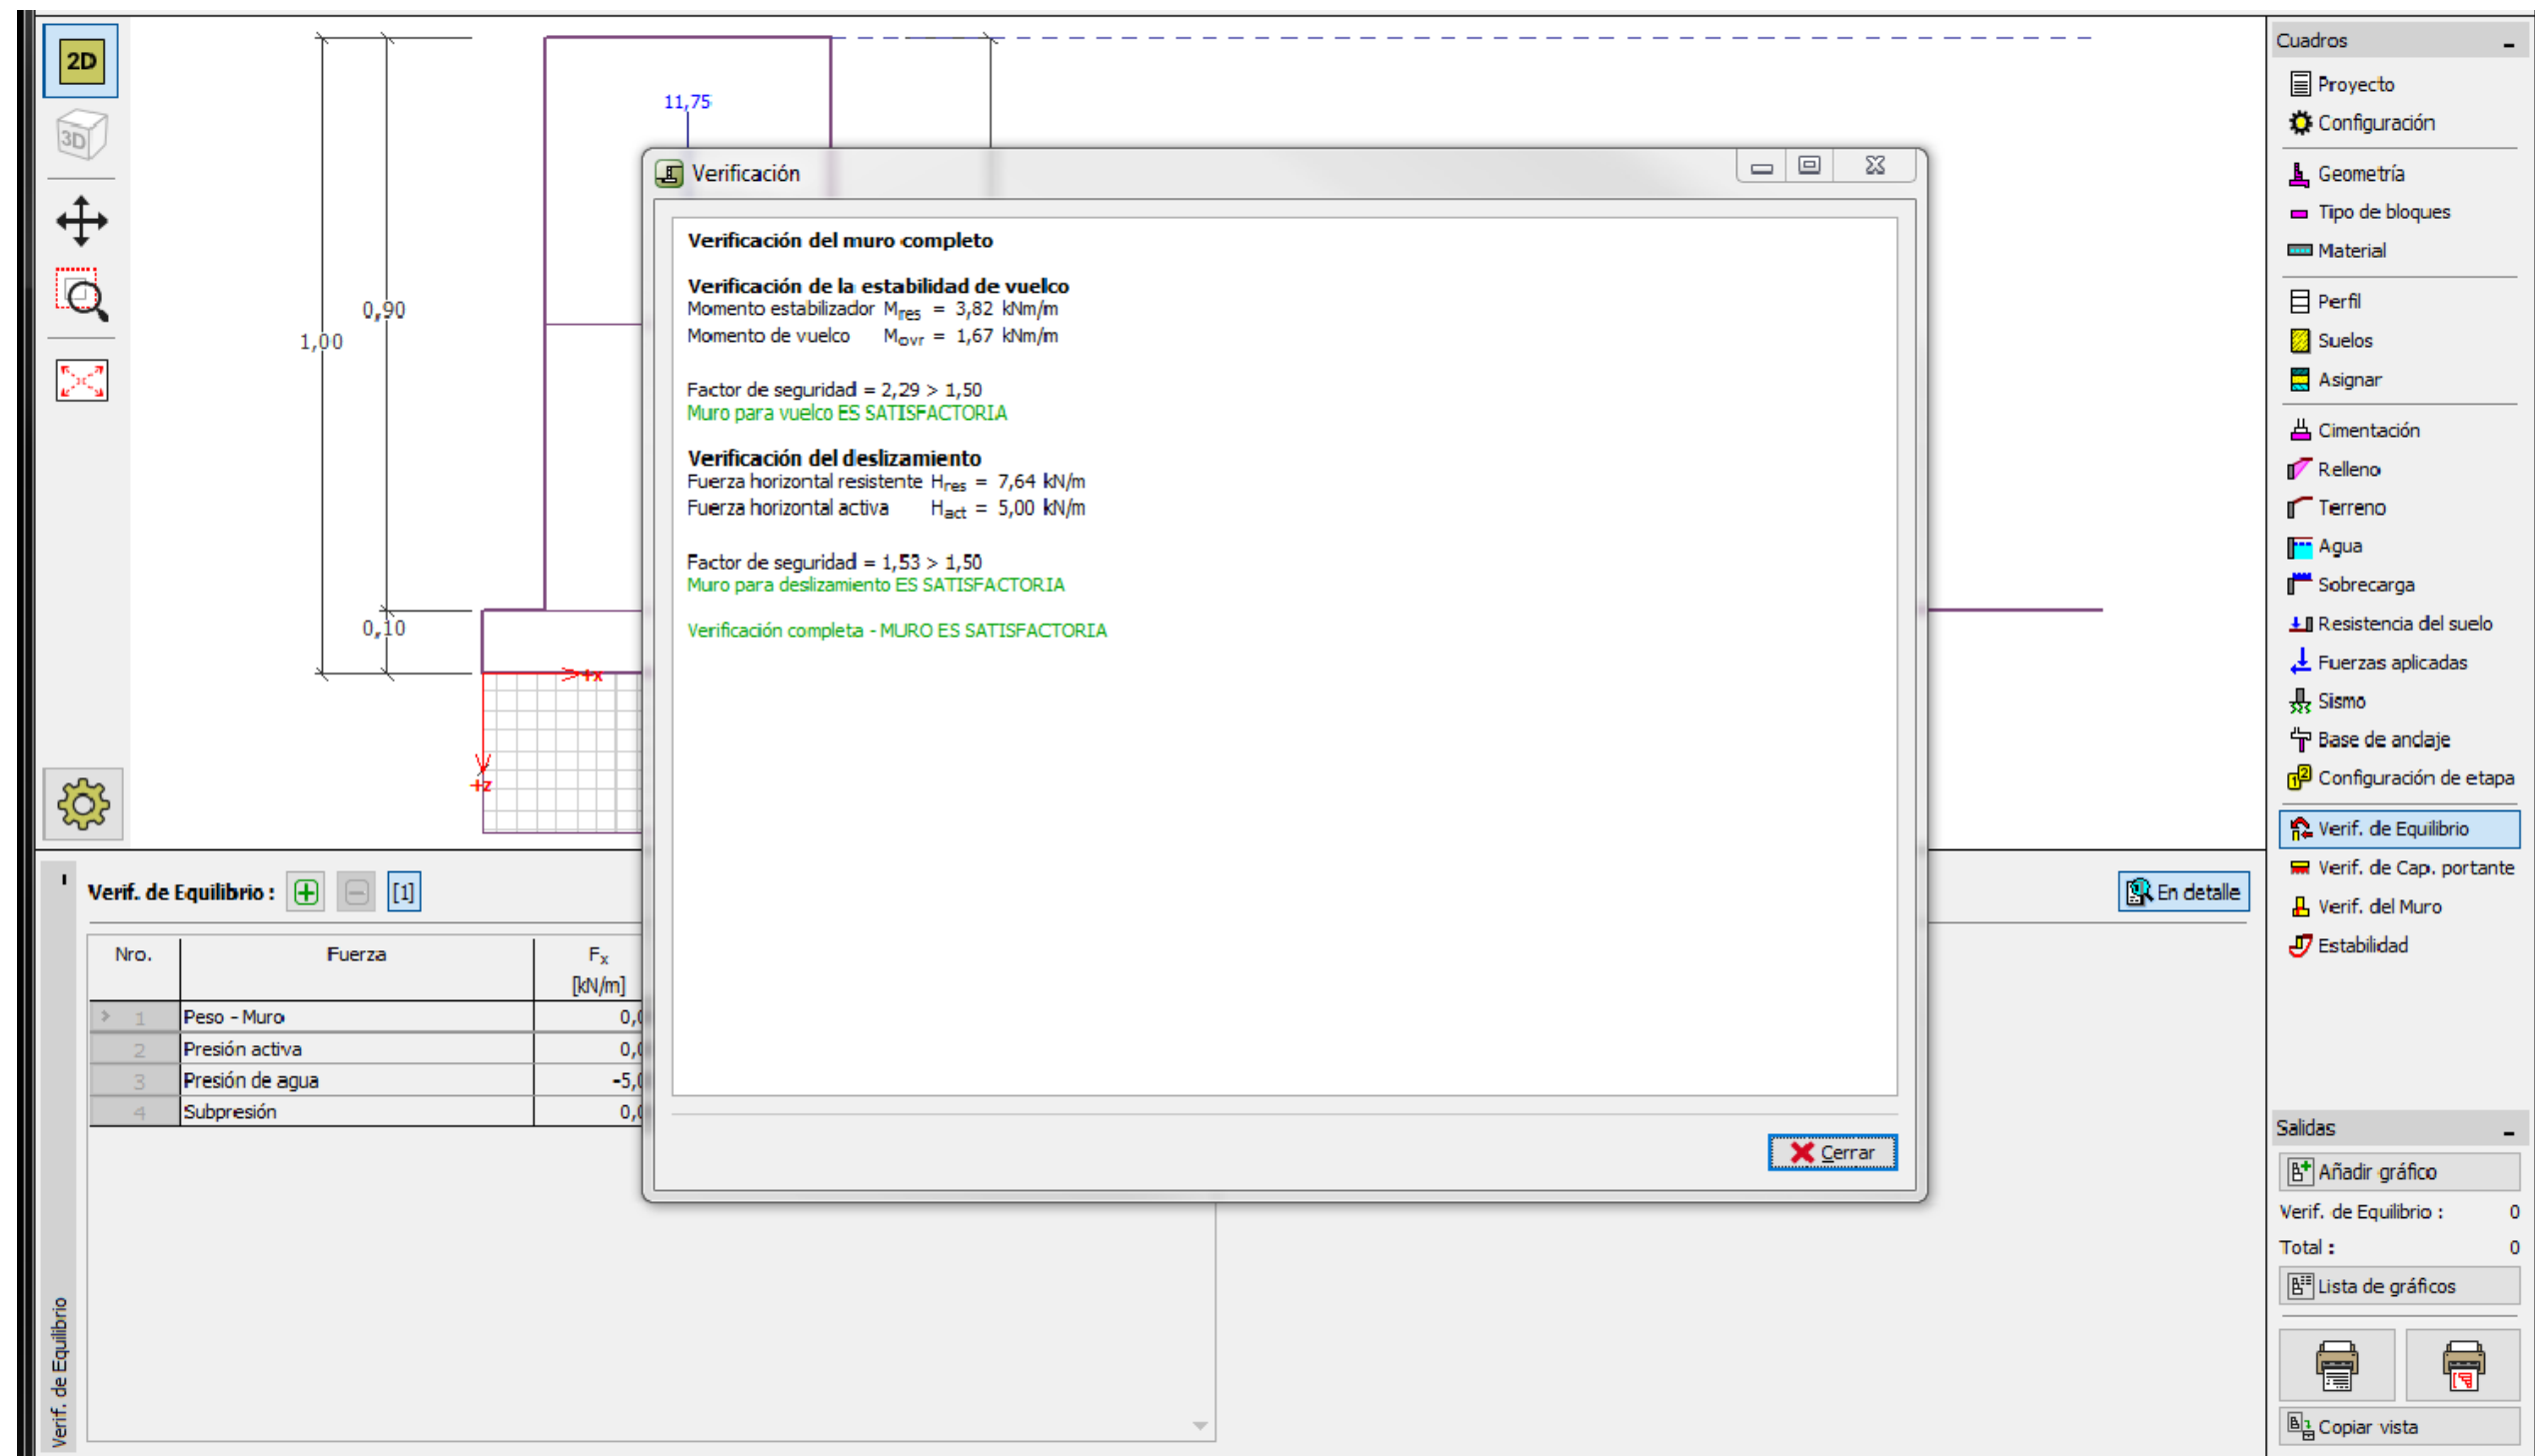 2D
3D
11,75
0,90
1,00
0,10
+x
+z
Verificación
Verificación del muro completo
Verificación de la estabilidad de vuelco
Momento estabilizador Mres = 3,82 kNm/m
Momento de vuelco Movr = 1,67 kNm/m
Factor de seguridad = 2,29 > 1,50
Muro para vuelco ES SATISFACTORIA
Verificación del deslizamiento
Fuerza horizontal resistente Hres = 7,64 kN/m
Fuerza horizontal activa Hact = 5,00 kN/m
Factor de seguridad = 1,53 > 1,50
Muro para deslizamiento ES SATISFACTORIA
Verificación completa - MURO ES SATISFACTORIA
Cerrar
Verif. de Equilibrio :
[1]
En detalle
Nro. Fuerza Fx
[kN/m]
1 Peso - Muro
2 Presión activa
3 Presión de agua
4 Subpresión
Verif. de Equilibrio
Cuadros
Proyecto
Configuración
Geometría
Tipo de bloques
Material
Perfil
Suelos
Asignar
Cimentación
Relleno
Terreno
Agua
Sobrecarga
Resistencia del suelo
Fuerzas aplicadas
Sismo
Base de anclaje
Configuración de etapa
Verif. de Equilibrio
Verif. de Cap. portante
Verif. del Muro
Estabilidad
Salidas
Añadir gráfico
Verif. de Equilibrio : 0
Total : 0
Lista de gráficos
Copiar vista